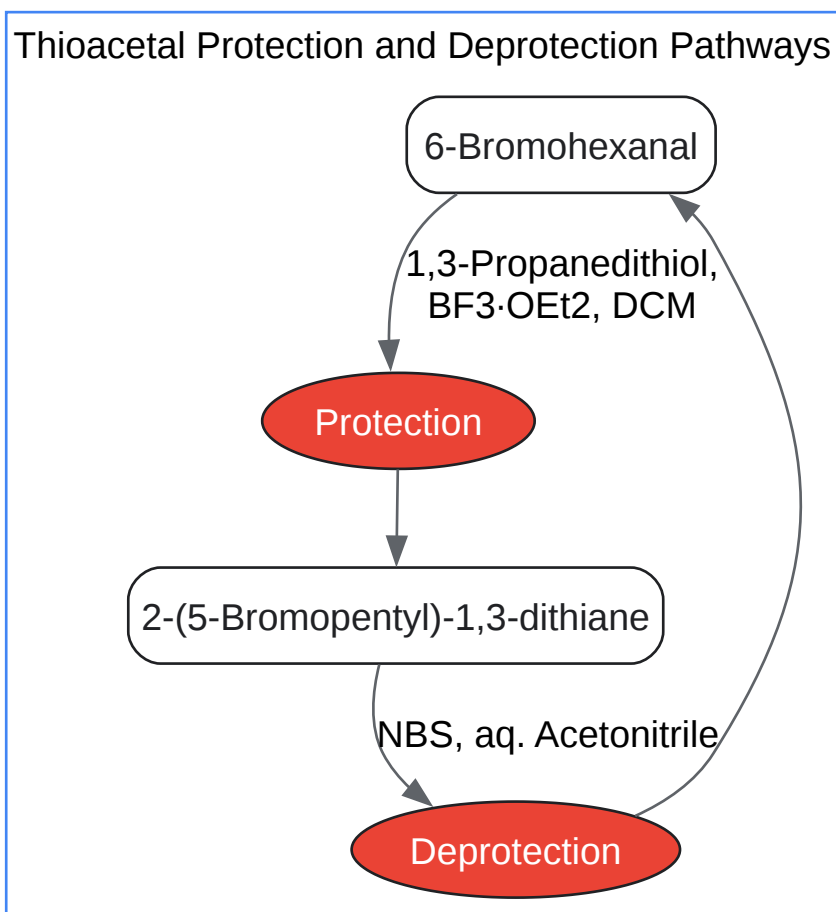 Thioacetal Protection and Deprotection Pathways
6-Bromohexanal
1,3-Propanedithiol,
BF3·OEt2, DCM
Protection
2-(5-Bromopentyl)-1,3-dithiane
NBS, aq. Acetonitrile
Deprotection